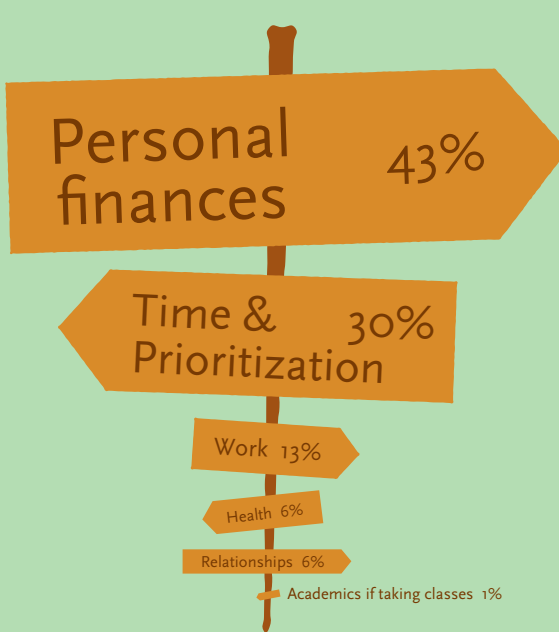 Personal
finances 43%
Time & 30%
Prioritization
Work 13%
Health 6%
Relationships 6%
Academics if taking classes 1%